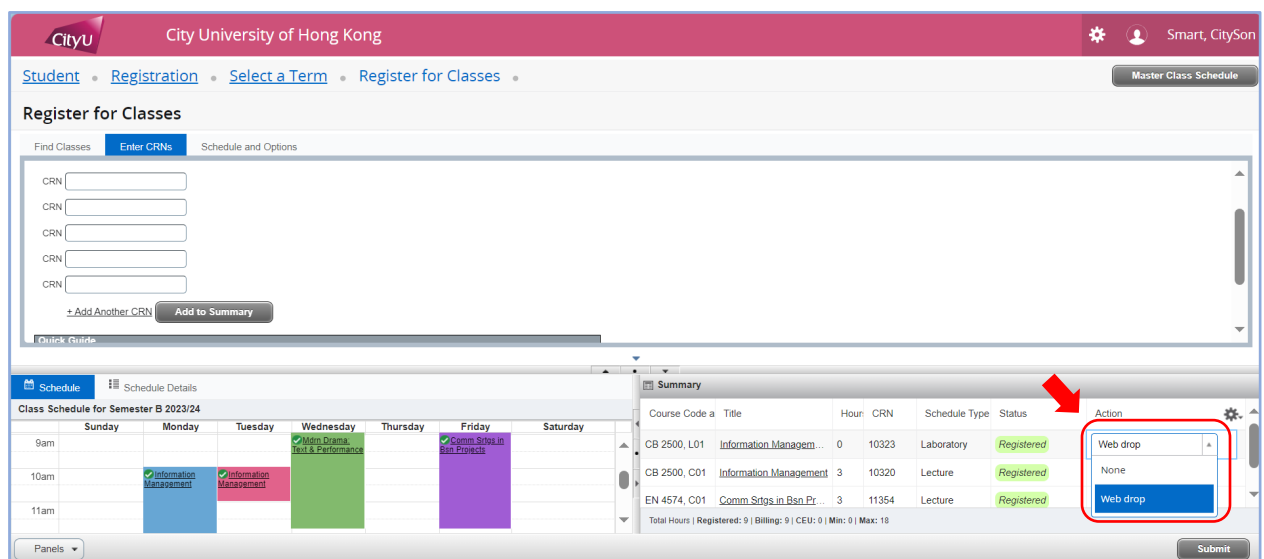 CityU
City University of Hong Kong
Smart, CitySon
Student • Registration • Select a Term • Register for Classes •
Master Class Schedule
Register for Classes
Find Classes Enter CRNs Schedule and Options
CRN
CRN
CRN
CRN
CRN
+ Add Another CRN Add to Summary
Quick Guide
Schedule Schedule Details
Class Schedule for Semester B 2023/24
Sunday Monday Tuesday Wednesday Thursday Friday Saturday
9am
Mdrn Drama:
Text & Performance
Comm Srtgs in
Bsn Projects
10am
Information
Management
Information
Management
11am
Summary
Course Code a Title Hour CRN Schedule Type Status Action
CB 2500, L01 Information Managem... 0 10323 Laboratory Registered Web drop
None
CB 2500, C01 Information Management 3 10320 Lecture Registered
Web drop
EN 4574, C01 Comm Srtgs in Bsn Pr... 3 11354 Lecture Registered
Total Hours | Registered: 9 | Billing: 9 | CEU: 0 | Min: 0 | Max: 18
Panels Submit